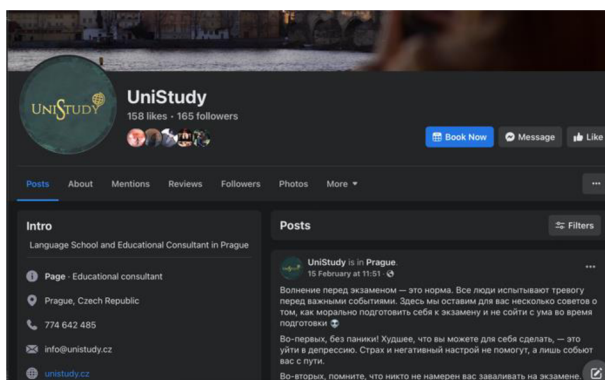 UNISTUDY
UniStudy
158 likes • 165 followers
Book Now
Message
Like
Posts
About
Mentions
Reviews
Followers
Photos
More
Intro
Language School and Educational Consultant in Prague
Page · Educational consultant
Prague, Czech Republic
774 642 485
info@unistudy.cz
unistudy.cz
Posts
Filters
UniStudy is in Prague.
15 February at 11:51 ·
Волнение перед экзаменом — это норма. Все люди испытывают тревогу
перед важными событиями. Здесь мы оставим для вас несколько советов о
том, как морально подготовить себя к экзамену и не сойти с ума во время
подготовки
Во-первых, без паники! Худшее, что вы можете для себя сделать, — это
уйти в депрессию. Страх и негативный настрой не помогут, а лишь собьют
вас с пути.
Во-вторых, помните, что никто не намерен вас заваливать на экзамене.